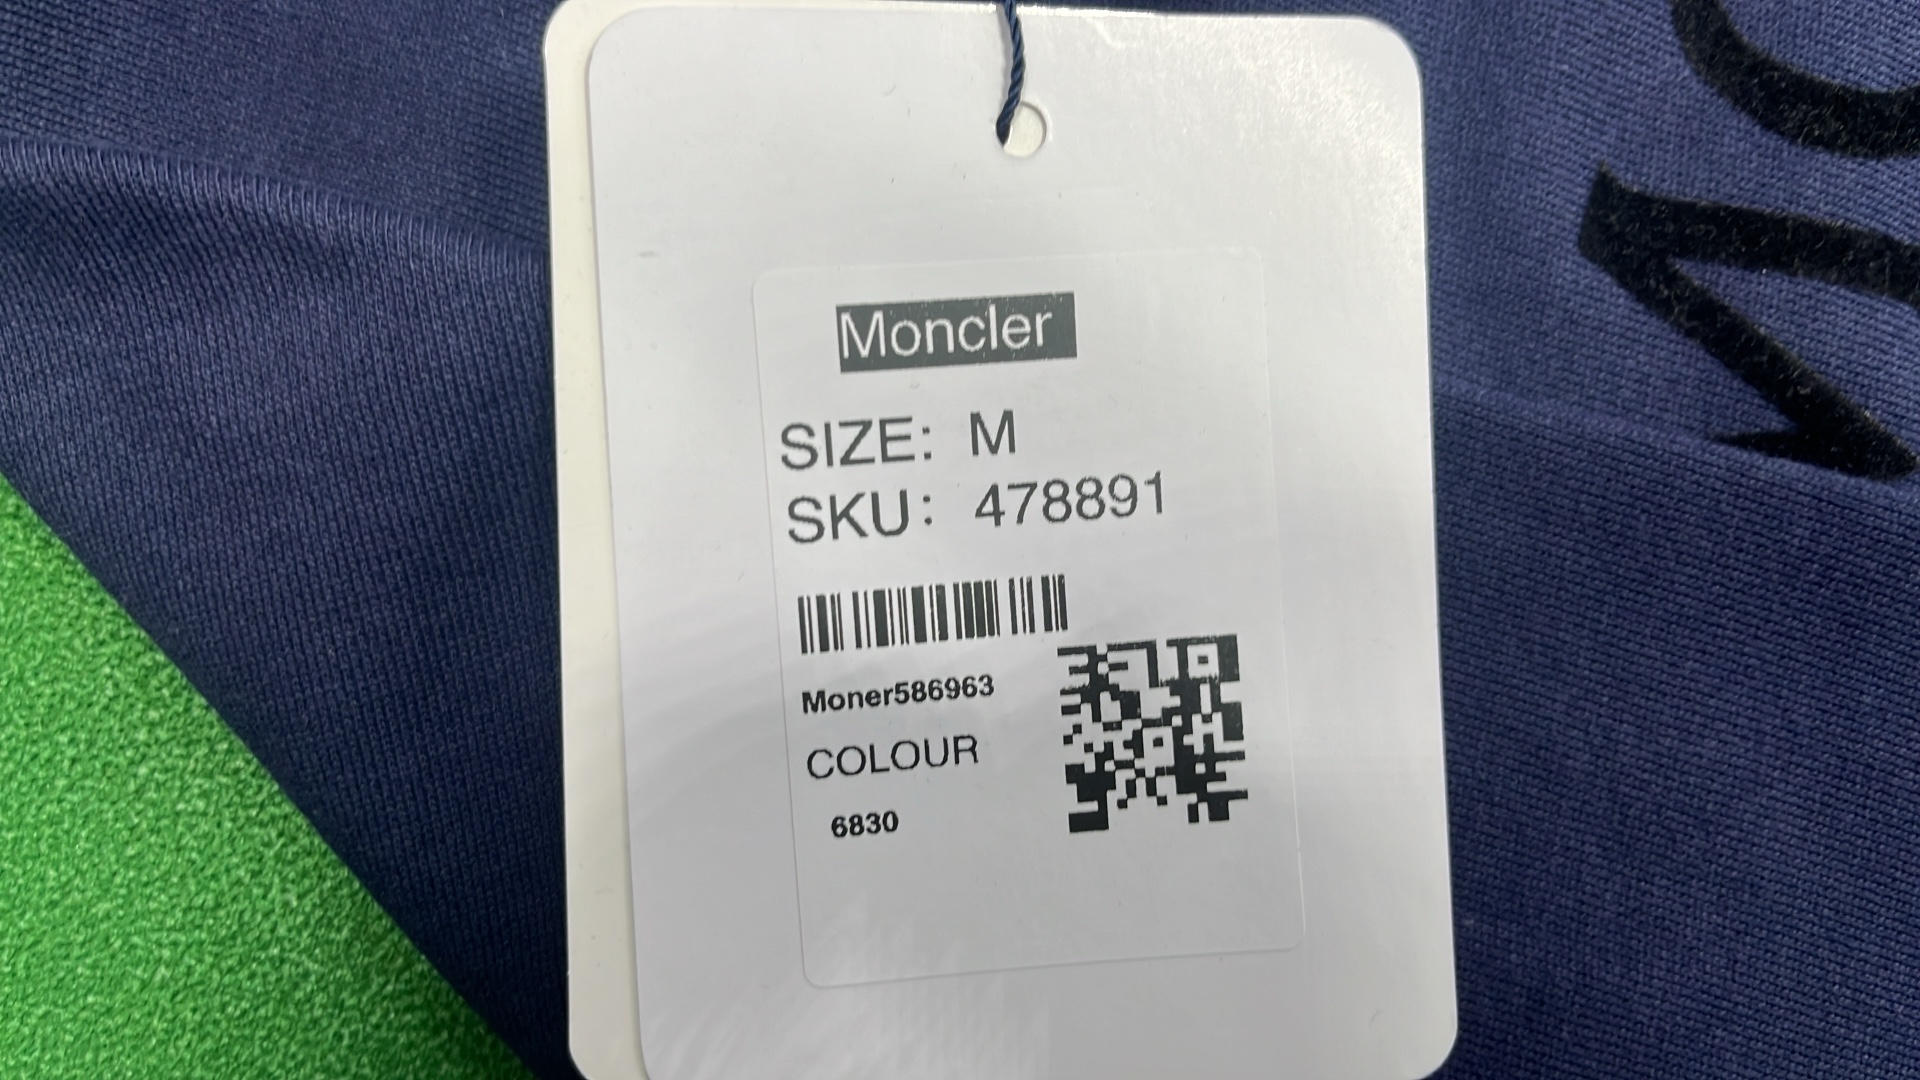 Moncler
SIZE: M
SKU: 478891
Moner586963
COLOUR
6830